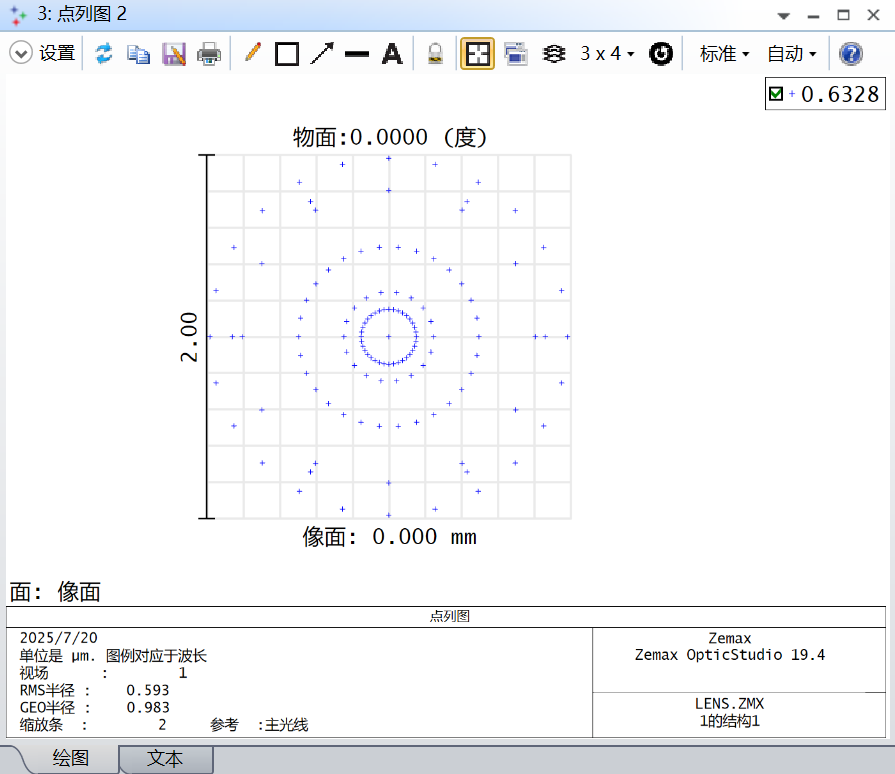 3: 点列图 2
设置
3 x 4
标准
自动
+ 0.6328
物面:0.0000 (度)
2.00
像面: 0.000 mm
面: 像面
点列图
2025/7/20
单位是 µm. 图例对应于波长
视场 : 1
RMS半径 : 0.593
GEO半径 : 0.983
缩放条 : 2 参考 :主光线
Zemax
Zemax OpticStudio 19.4
LENS.ZMX
1的结构1
绘图
文本